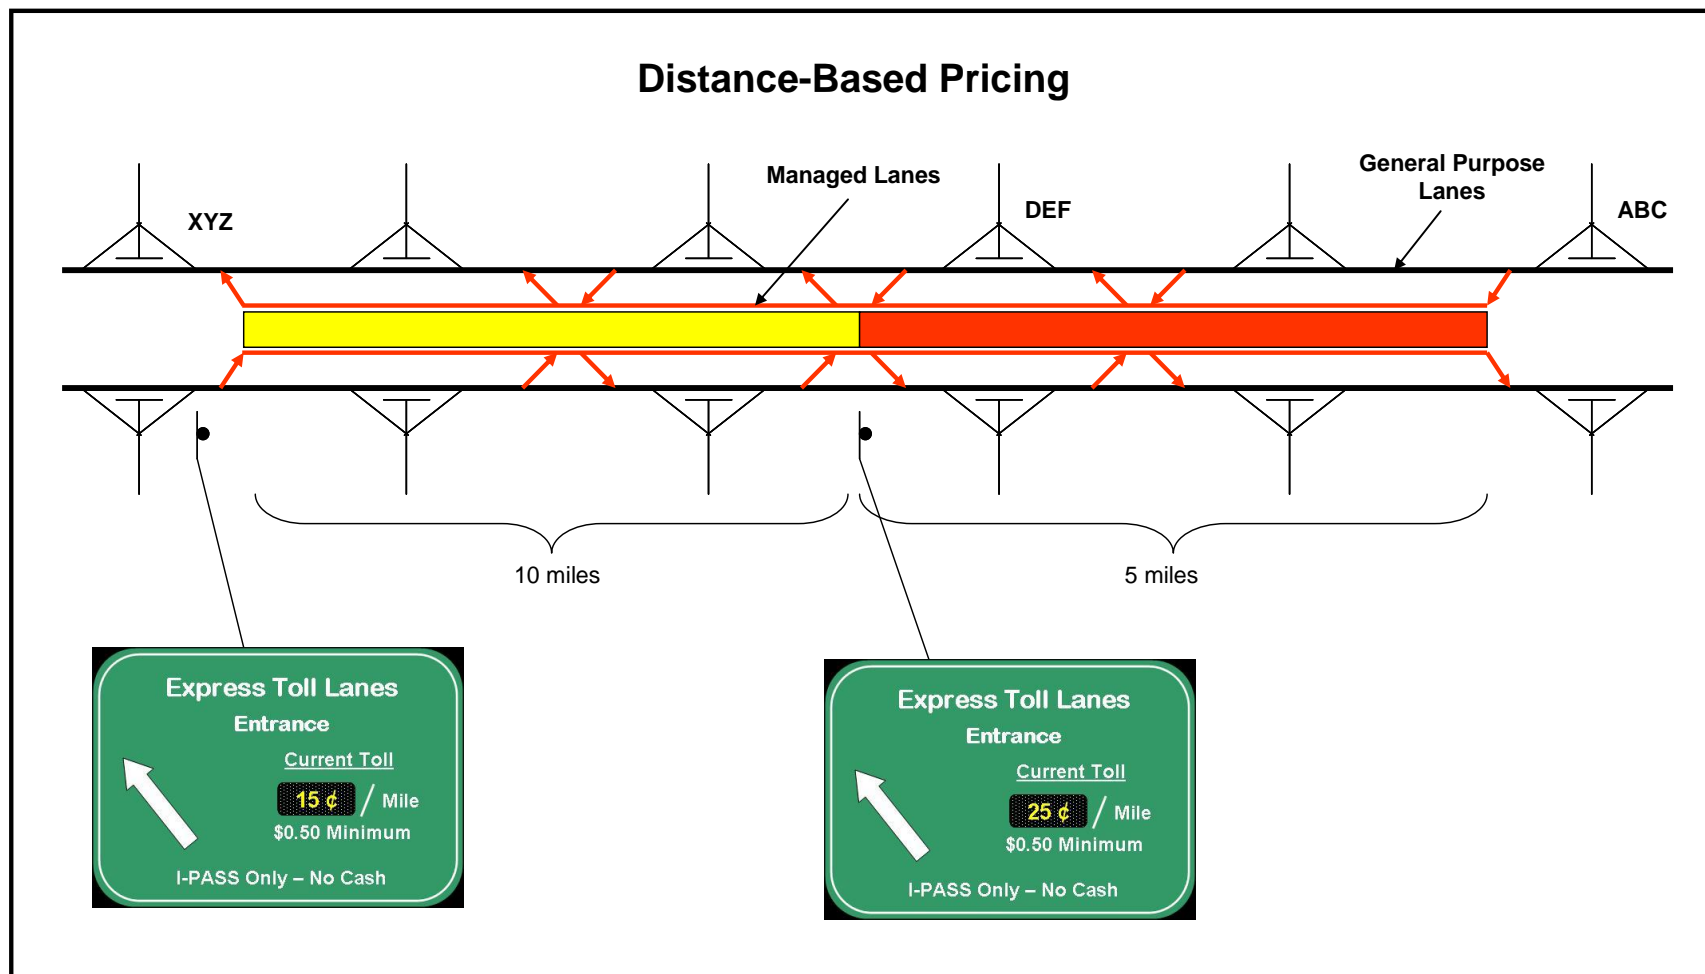 Distance-Based Pricing
Managed Lanes
General Purpose
Lanes
XYZ
DEF
ABC
10 miles
5 miles
Express Toll Lanes
Entrance
Current Toll
15 ¢ / Mile
$0.50 Minimum
I-PASS Only – No Cash
Express Toll Lanes
Entrance
Current Toll
25 ¢ / Mile
$0.50 Minimum
I-PASS Only – No Cash